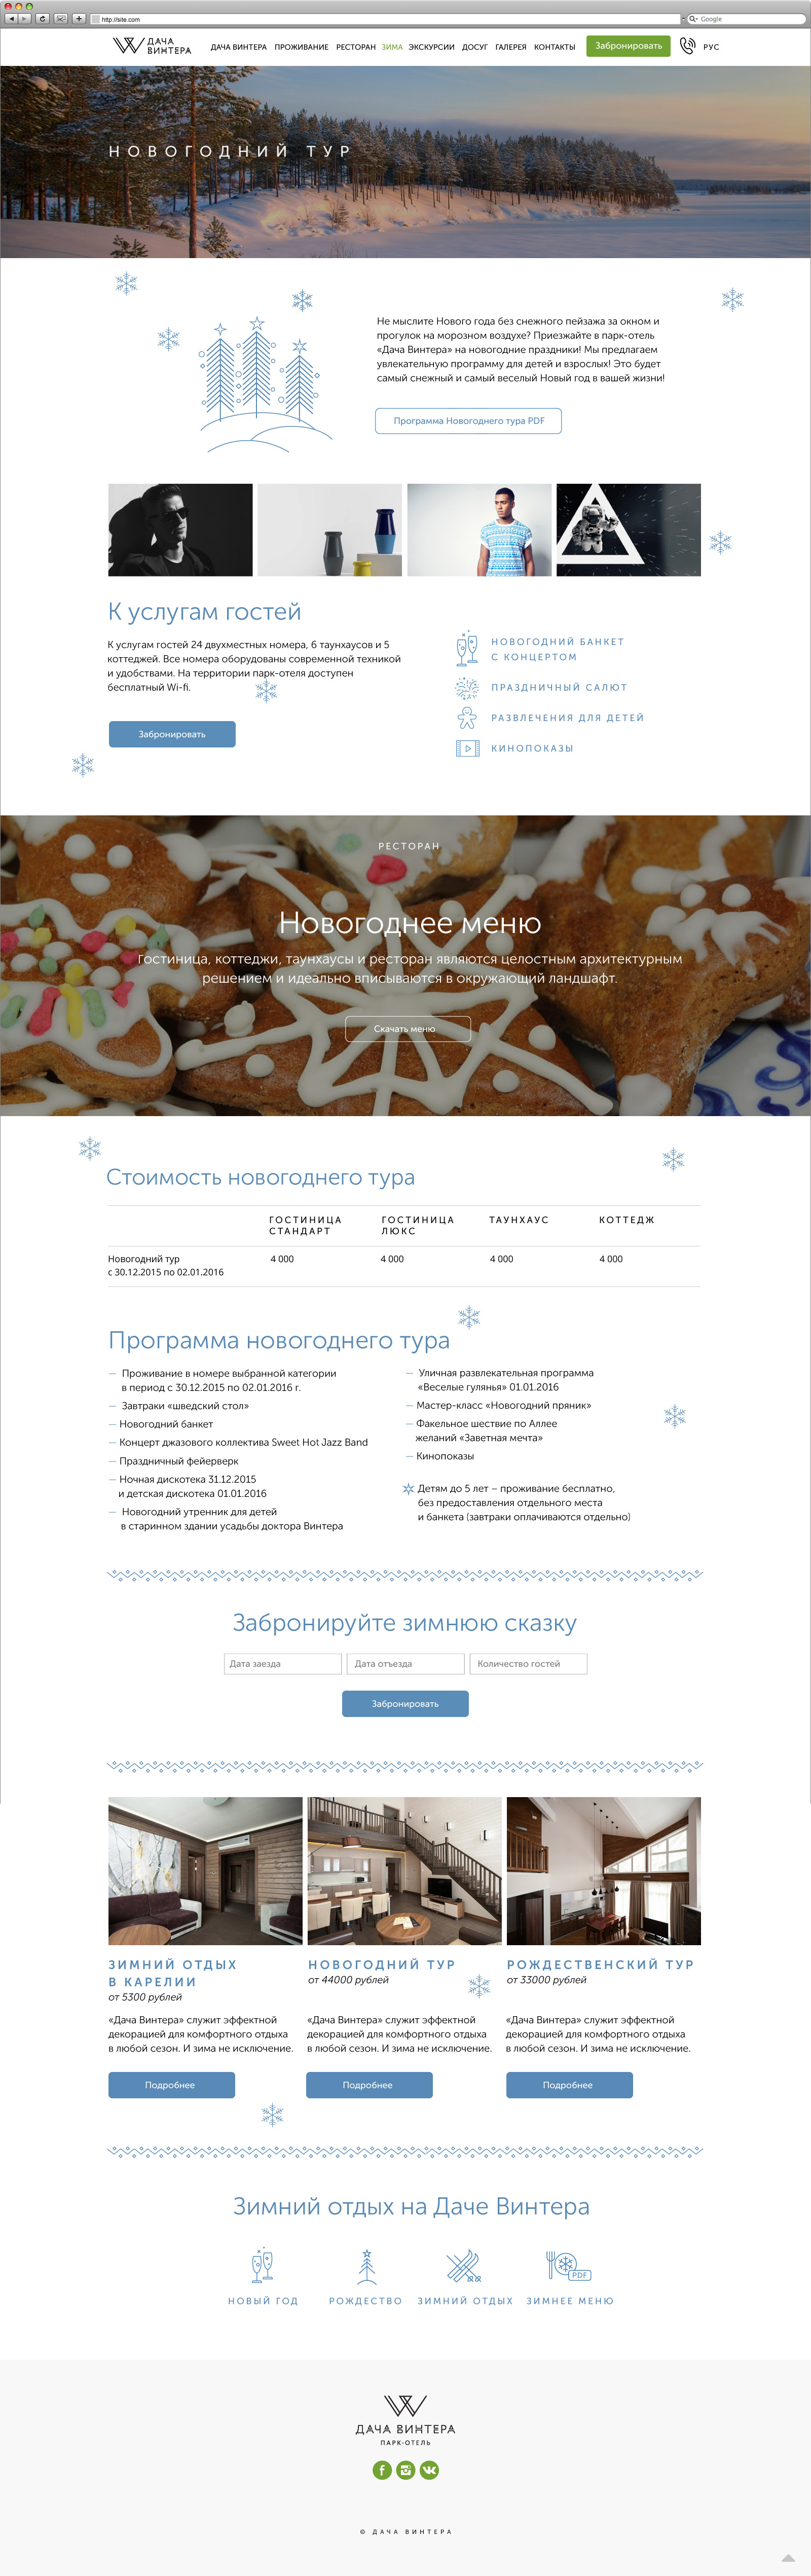 http://site.com
Google
ДАЧА
ВИНТЕРА
ДАЧА ВИНТЕРА ПРОЖИВАНИЕ РЕСТОРАН ЗИМА ЭКСКУРСИИ ДОСУГ ГАЛЕРЕЯ КОНТАКТЫ Забронировать РУС
НОВОГОДНИЙ ТУР
Не мыслите Нового года без снежного пейзажа за окном и
прогулок на морозном воздухе? Приезжайте в парк-отель
«Дача Винтера» на новогодние праздники! Мы предлагаем
увлекательную программу для детей и взрослых! Это будет
самый снежный и самый веселый Новый год в вашей жизни!
Программа Новогоднего тура PDF
К услугам гостей
К услугам гостей 24 двухместных номера, 6 таунхаусов и 5
коттеджей. Все номера оборудованы современной техникой
и удобствами. На территории парк-отеля доступен
бесплатный Wi-fi.
Забронировать
НОВОГОДНИЙ БАНКЕТ
С КОНЦЕРТОМ
ПРАЗДНИЧНЫЙ САЛЮТ
РАЗВЛЕЧЕНИЯ ДЛЯ ДЕТЕЙ
КИНОПОКАЗЫ
РЕСТОРАН
Новогоднее меню
Гостиница, коттеджи, таунхаусы и ресторан являются целостным архитектурным
решением и идеально вписываются в окружающий ландшафт.
Скачать меню
Стоимость новогоднего тура
ГОСТИНИЦА СТАНДАРТ ГОСТИНИЦА ЛЮКС ТАУНХАУС КОТТЕДЖ
Новогодний тур 4 000 4 000 4 000 4 000
с 30.12.2015 по 02.01.2016
Программа новогоднего тура
— Проживание в номере выбранной категории
в период с 30.12.2015 по 02.01.2016 г.
— Завтраки «шведский стол»
— Новогодний банкет
— Концерт джазового коллектива Sweet Hot Jazz Band
— Праздничный фейерверк
— Ночная дискотека 31.12.2015
и детская дискотека 01.01.2016
— Новогодний утренник для детей
в старинном здании усадьбы доктора Винтера
— Уличная развлекательная программа
«Веселые гулянья» 01.01.2016
— Мастер-класс «Новогодний пряник»
— Факельное шествие по Аллее
желаний «Заветная мечта»
— Кинопоказы
Детям до 5 лет – проживание бесплатно,
без предоставления отдельного места
и банкета (завтраки оплачиваются отдельно)
Забронируйте зимнюю сказку
Дата заезда Дата отъезда Количество гостей
Забронировать
ЗИМНИЙ ОТДЫХ
В КАРЕЛИИ
от 5300 рублей
«Дача Винтера» служит эффектной
декорацией для комфортного отдыха
в любой сезон. И зима не исключение.
Подробнее
НОВОГОДНИЙ ТУР
от 44000 рублей
«Дача Винтера» служит эффектной
декорацией для комфортного отдыха
в любой сезон. И зима не исключение.
Подробнее
РОЖДЕСТВЕНСКИЙ ТУР
от 33000 рублей
«Дача Винтера» служит эффектной
декорацией для комфортного отдыха
в любой сезон. И зима не исключение.
Подробнее
Зимний отдых на Даче Винтера
PDF
НОВЫЙ ГОД РОЖДЕСТВО ЗИМНИЙ ОТДЫХ ЗИМНЕЕ МЕНЮ
ДАЧА ВИНТЕРА
ПАРК-ОТЕЛЬ
© ДАЧА ВИНТЕРА